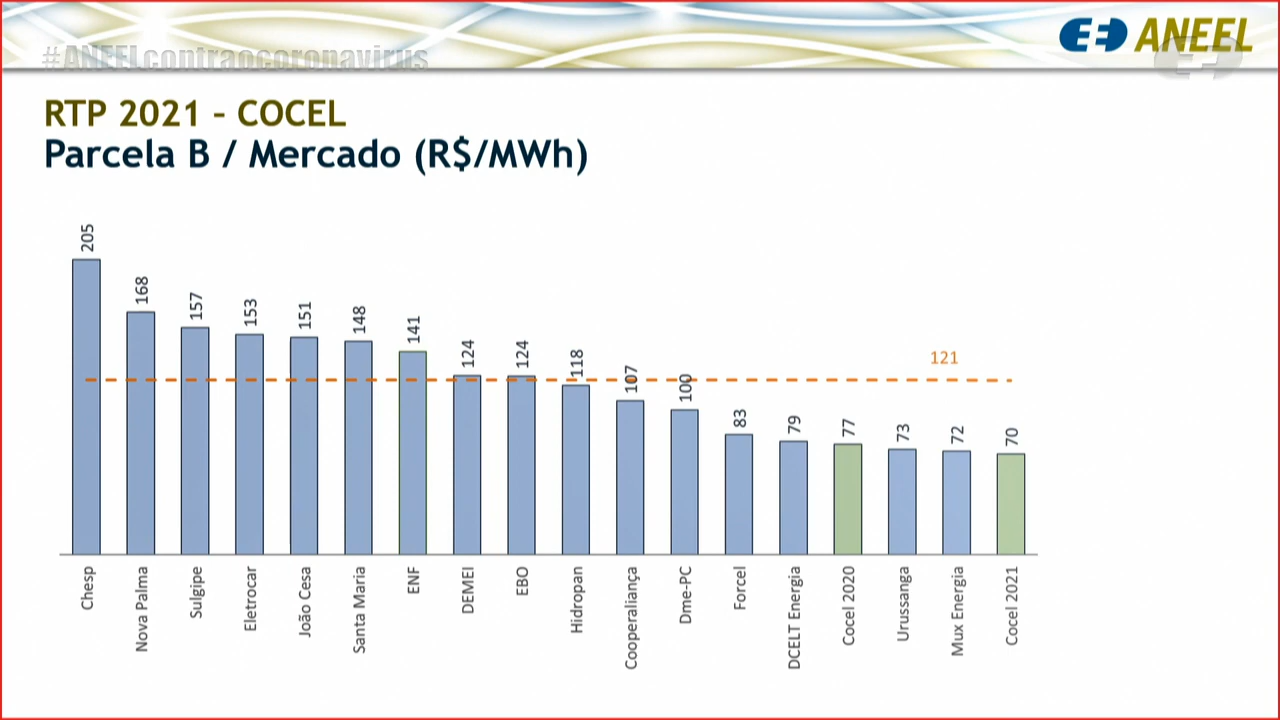 #ANEELcontraocoronavirus
ANEEL
RTP 2021 – COCEL
Parcela B / Mercado (R$/MWh)
205
168
157
153
151
148
141
124
124
118
107
100
83
79
77
73
72
70
121
Chesp
Nova Palma
Sulgipe
Eletrocar
João Cesa
Santa Maria
ENF
DEMEI
EBO
Hidropan
Cooperaliança
Dme-PC
Forcel
DCELT Energia
Cocel 2020
Urussanga
Mux Energia
Cocel 2021